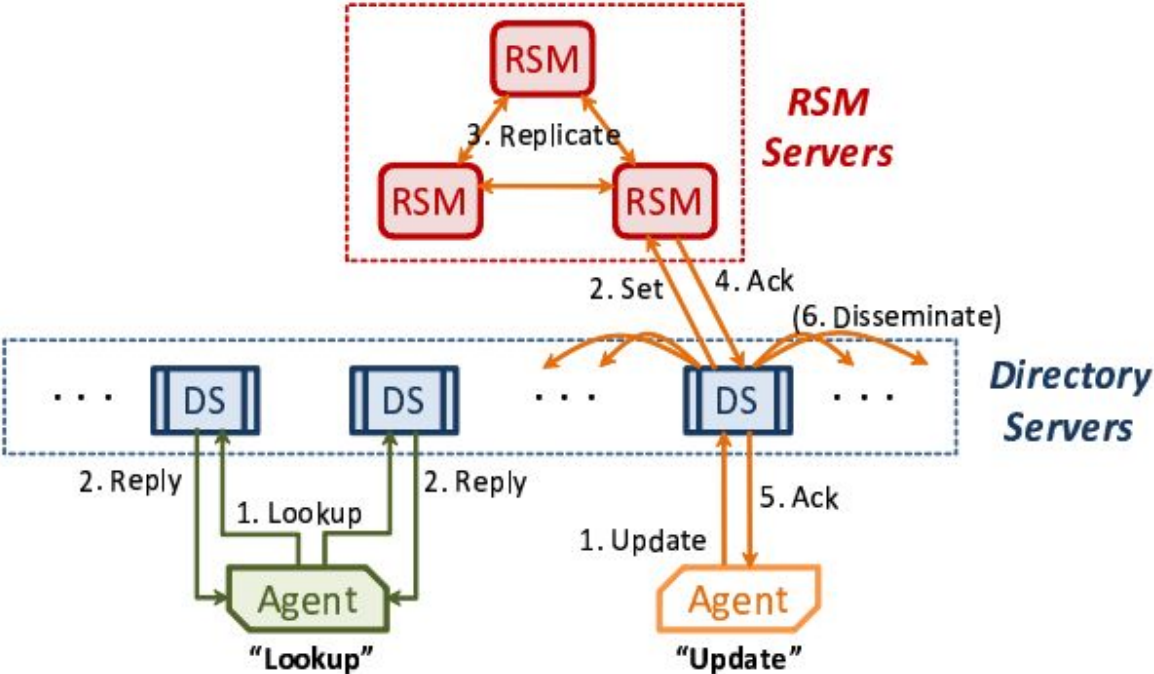 RSM
RSM
Servers
3. Replicate
RSM
RSM
2. Set
4. Ack
(6. Disseminate)
. . .
DS
DS
. . .
DS
. . .
Directory
Servers
2. Reply
1. Lookup
2. Reply
1. Update
5. Ack
Agent
Agent
“Lookup”
“Update”